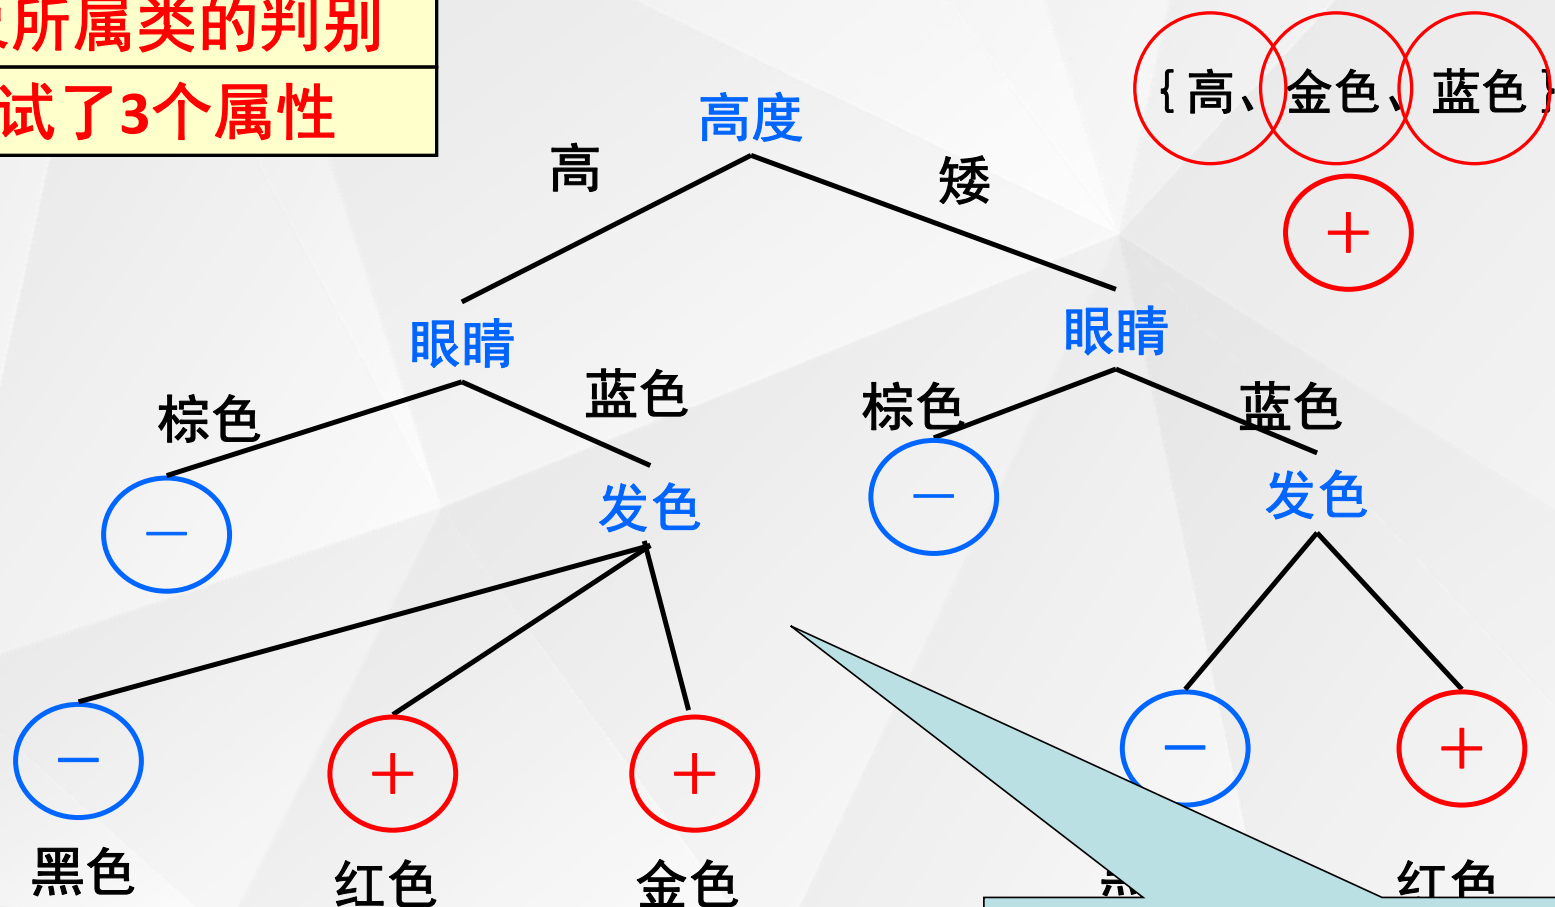 所属类的判别
试了3个属性
{高、金色、蓝色}
+
高度
高
矮
眼睛
眼睛
棕色
蓝色
棕色
蓝色
−
发色
−
发色
−
+
+
−
+
黑色
红色
金色
红色